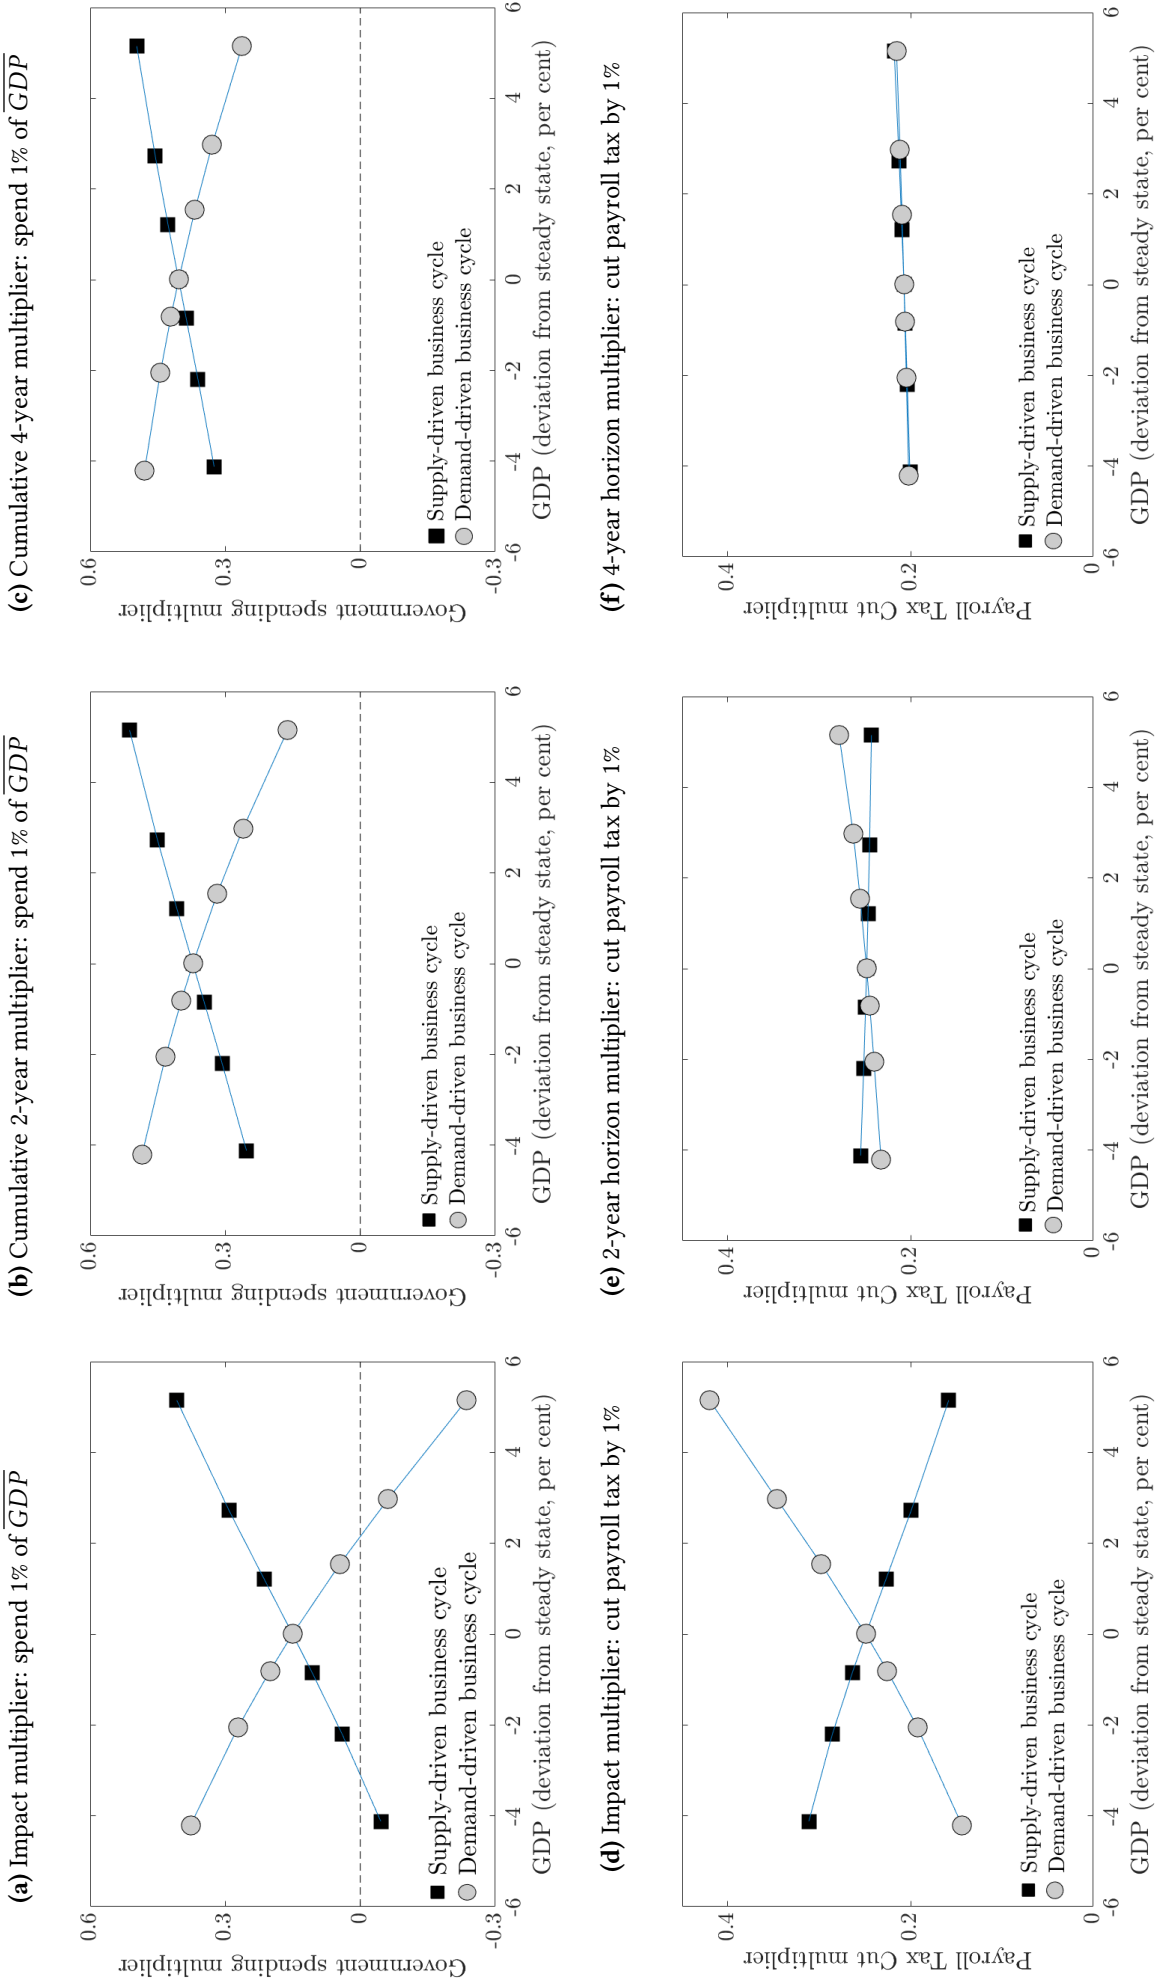 (a) Impact multiplier: spend 1% of GDP
Government spending multiplier
0.6
0.3
0
-0.3
-6
-4
-2
0
2
4
6
Supply-driven business cycle
Demand-driven business cycle
GDP (deviation from steady state, per cent)
(b) Cumulative 2-year multiplier: spend 1% of GDP
Government spending multiplier
0.6
0.3
0
-0.3
-6
-4
-2
0
2
4
6
Supply-driven business cycle
Demand-driven business cycle
GDP (deviation from steady state, per cent)
(c) Cumulative 4-year multiplier: spend 1% of GDP
Government spending multiplier
0.6
0.3
0
-0.3
-6
-4
-2
0
2
4
6
Supply-driven business cycle
Demand-driven business cycle
GDP (deviation from steady state, per cent)
(d) Impact multiplier: cut payroll tax by 1%
Payroll Tax Cut multiplier
0.4
0.2
0
-6
-4
-2
0
2
4
6
Supply-driven business cycle
Demand-driven business cycle
GDP (deviation from steady state, per cent)
(e) 2-year horizon multiplier: cut payroll tax by 1%
Payroll Tax Cut multiplier
0.4
0.2
0
-6
-4
-2
0
2
4
6
Supply-driven business cycle
Demand-driven business cycle
GDP (deviation from steady state, per cent)
(f) 4-year horizon multiplier: cut payroll tax by 1%
Payroll Tax Cut multiplier
0.4
0.2
0
-6
-4
-2
0
2
4
6
Supply-driven business cycle
Demand-driven business cycle
GDP (deviation from steady state, per cent)